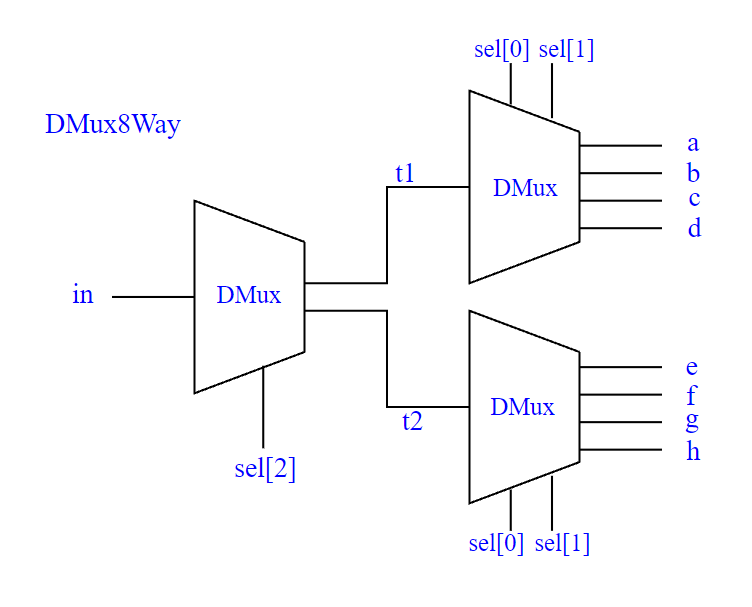 sel[0] sel[1]
DMux8Way
a
t1
b
DMux
c
d
in
DMux
e
f
DMux
t2
g
h
sel[2]
sel[0] sel[1]